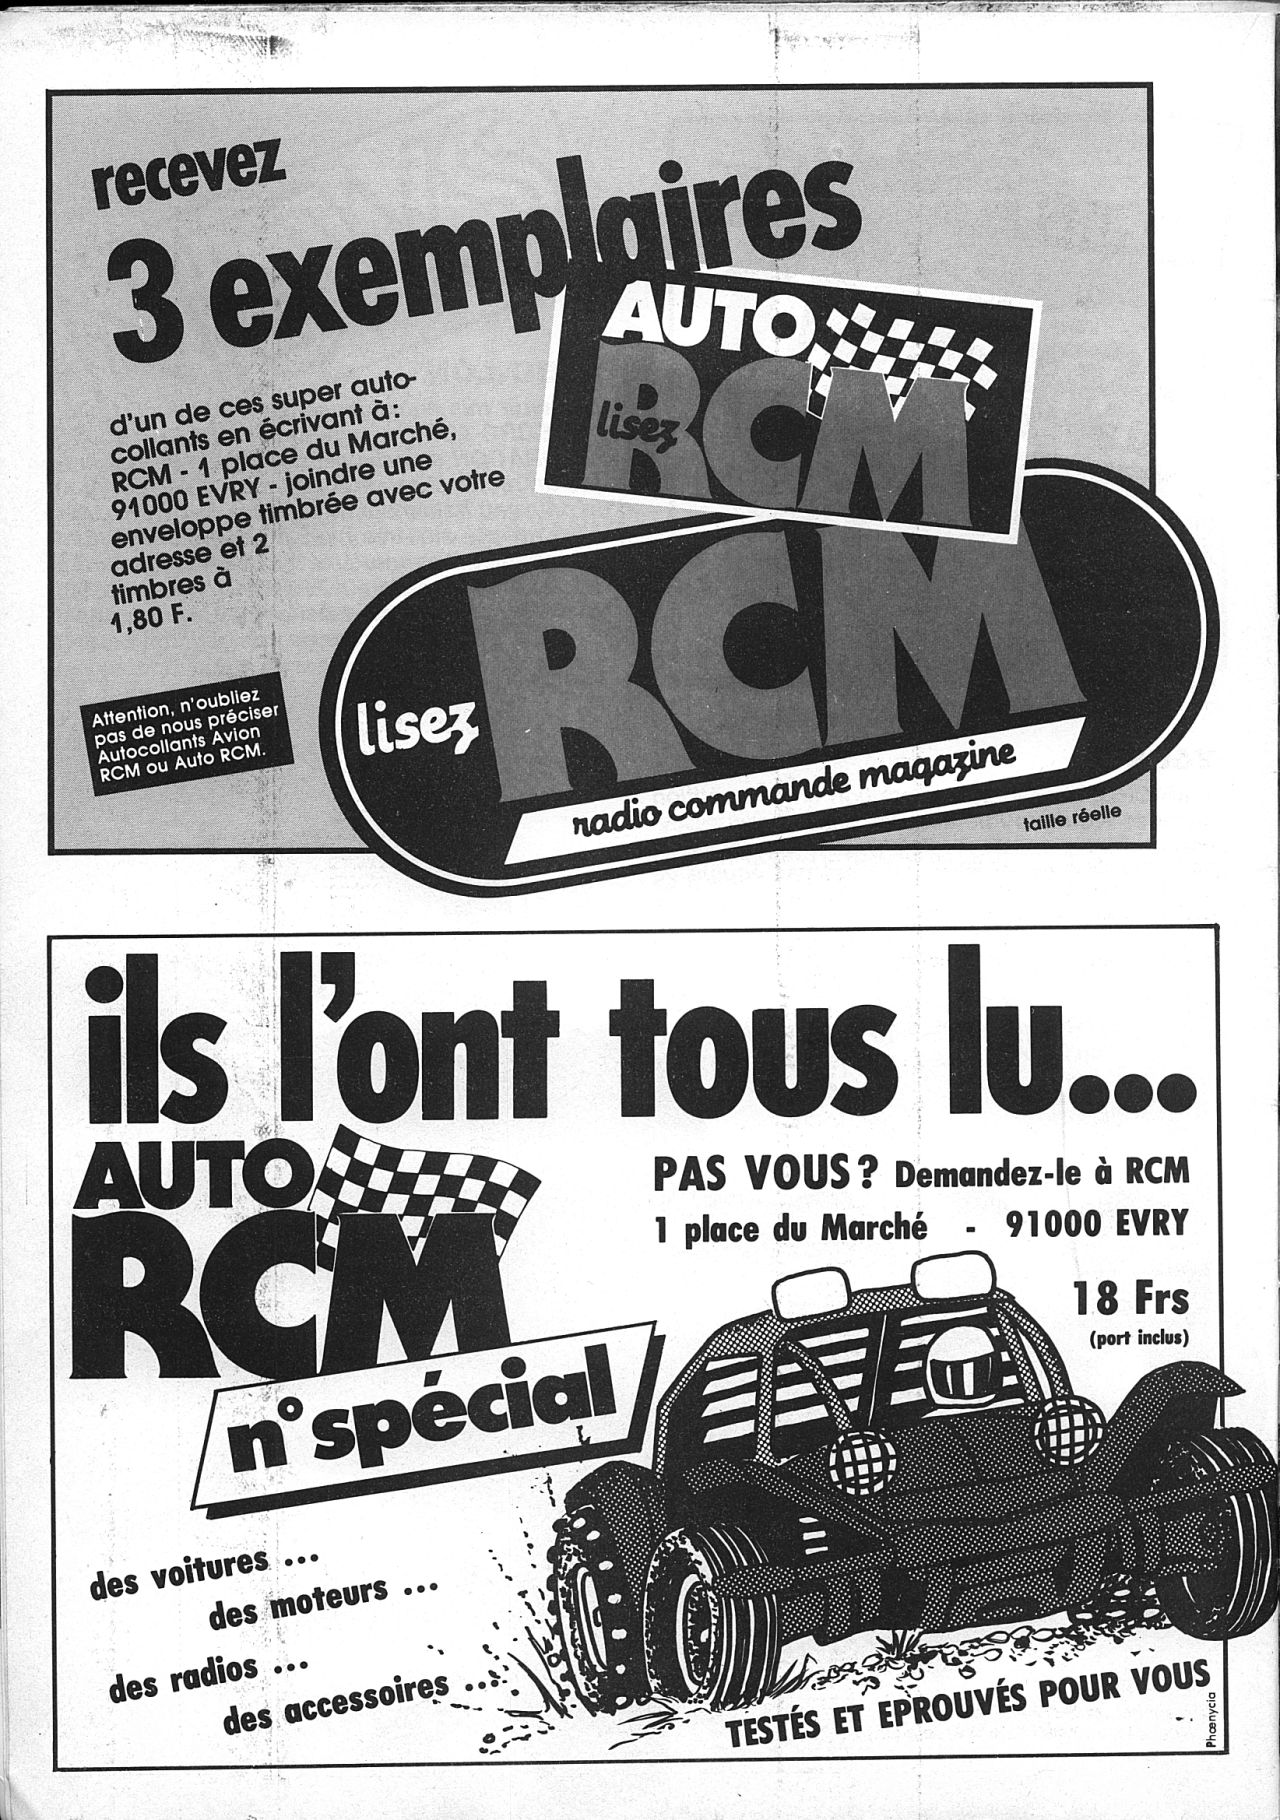 recevez
3 exemplaires
d'un de ces super auto-
collants en écrivant à:
RCM - 1 place du Marché,
91000 EVRY - joindre une
enveloppe timbrée avec votre
adresse et 2
timbres à
1,80 F.
AUTO
lisez
RCM
Attention, n'oubliez
pas de nous préciser
Autocollants Avion
RCM ou Auto RCM.
lisez
RCM
radio commande magazine
taille réelle
ils l'ont tous lu...
AUTO
RCM
n° spécial
PAS VOUS? Demandez-le à RCM
1 place du Marché - 91000 EVRY
18 Frs
(port inclus)
des voitures ...
des moteurs ...
des radios ...
des accessoires ...
TESTÉS ET EPROUVÉS POUR VOUS
Phœnycia